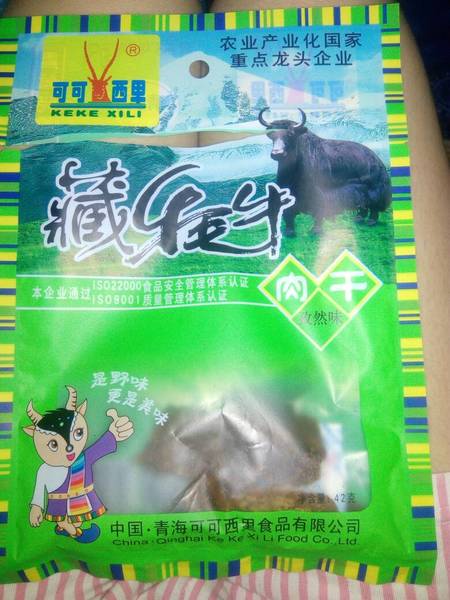 可可西里
KEKE XILI
®
农业产业化国家
重点龙头企业
藏牦牛
本企业通过
ISO22000食品安全管理体系认证
ISO9001质量管理体系认证
肉干
孜然味
是野味
更是美味
净含量:42克
中国·青海可可西里食品有限公司
China·Qinghai Ke Ke Xi Li Food Co.,Ltd.